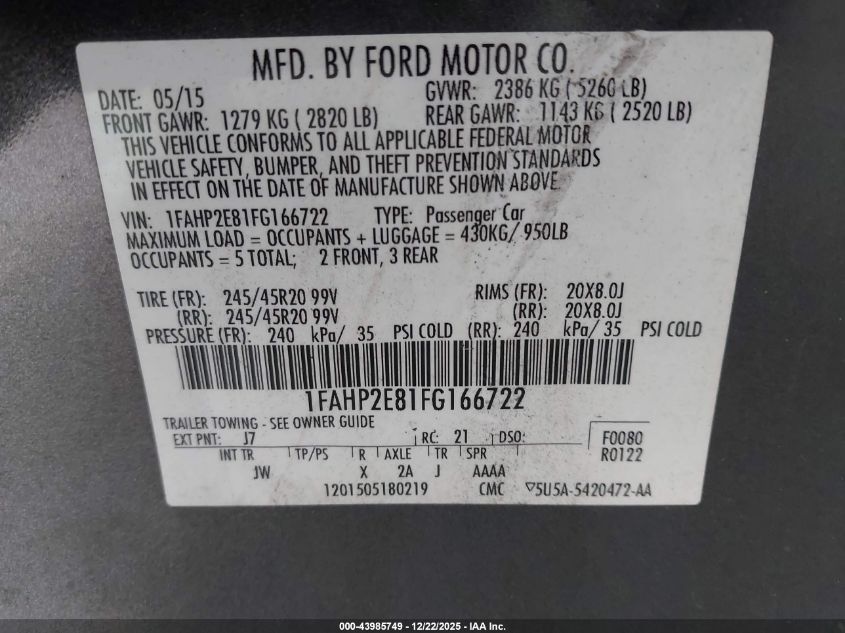 MFD. BY FORD MOTOR CO.
DATE: 05/15 GVWR: 2386 KG ( 5260 LB)
FRONT GAWR: 1279 KG ( 2820 LB) REAR GAWR: 1143 KG ( 2520 LB)
THIS VEHICLE CONFORMS TO ALL APPLICABLE FEDERAL MOTOR
VEHICLE SAFETY, BUMPER, AND THEFT PREVENTION STANDARDS
IN EFFECT ON THE DATE OF MANUFACTURE SHOWN ABOVE.
VIN: 1FAHP2E81FG166722 TYPE: Passenger Car
MAXIMUM LOAD = OCCUPANTS + LUGGAGE = 430KG/ 950LB
OCCUPANTS = 5 TOTAL; 2 FRONT, 3 REAR
TIRE (FR): 245/45R20 99V RIMS (FR): 20X8.0J
(RR): 245/45R20 99V (RR): 20X8.0J
PRESSURE (FR): 240 kPa/ 35 PSI COLD (RR): 240 kPa/ 35 PSI COLD
1FAHP2E81FG166722
TRAILER TOWING - SEE OWNER GUIDE
EXT PNT: J7 RC: 21 DSO: F0080
INT TR TP/PS R AXLE TR SPR R0122
JW X 2A J AAAA
1201505180219 CMC ▽5U5A-5420472-AA
000-43985749 - 12/22/2025 - IAA Inc.